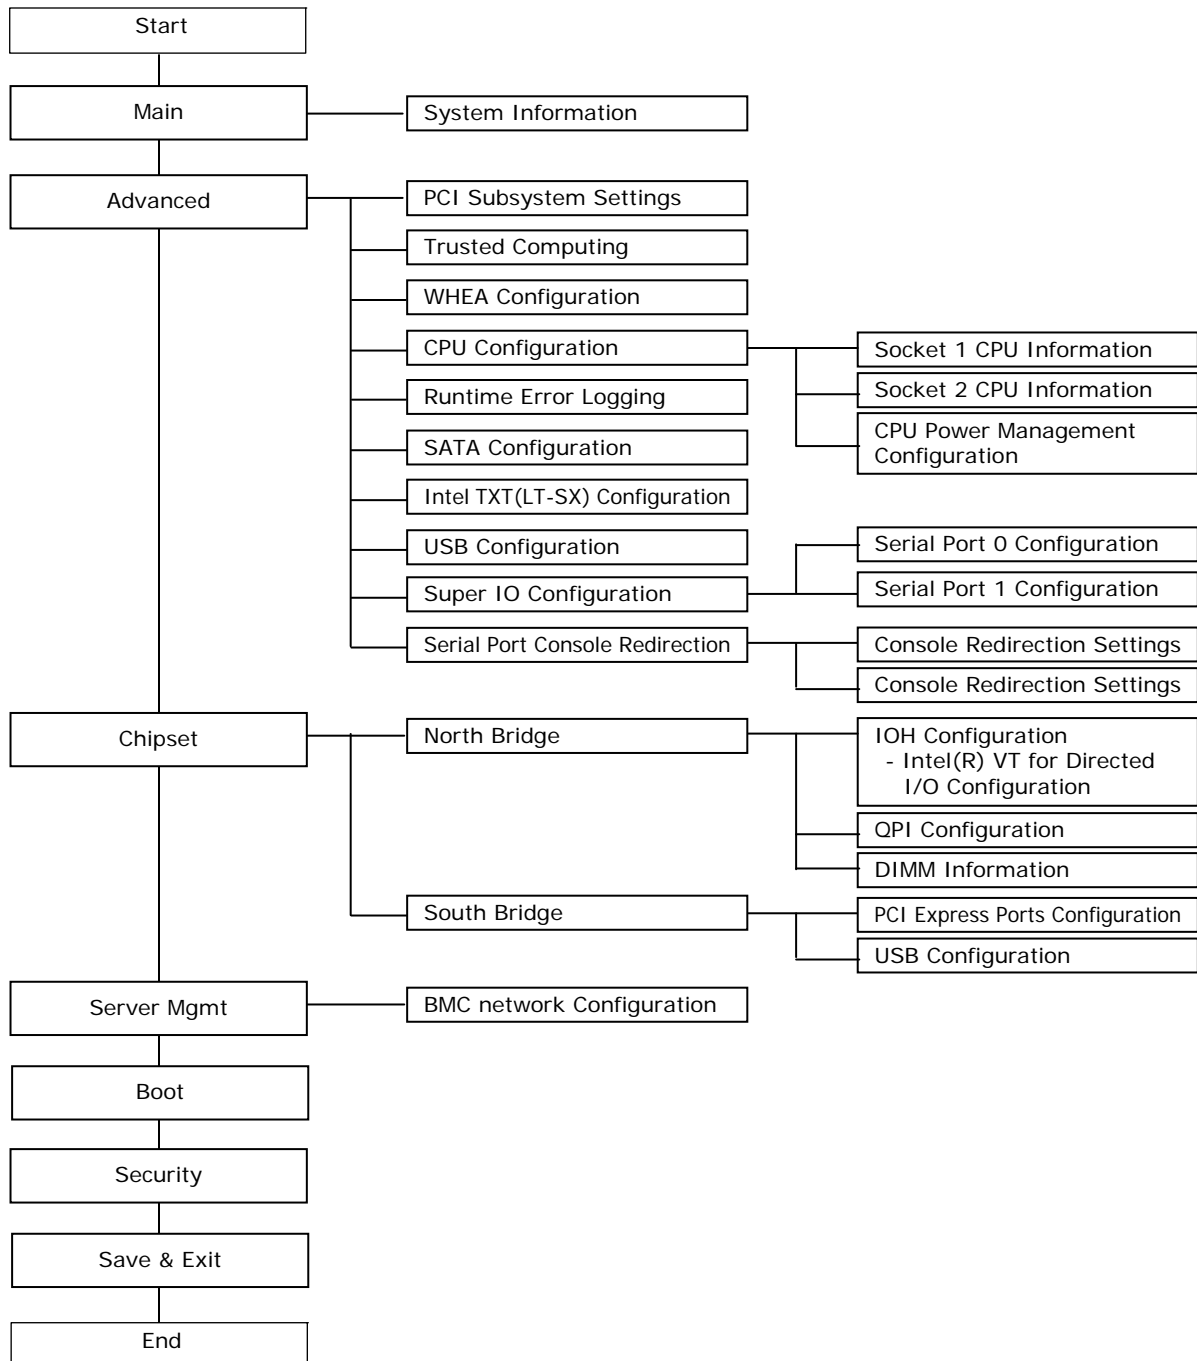 Start
Main
System Information
Advanced
PCI Subsystem Settings
Trusted Computing
WHEA Configuration
CPU Configuration
Socket 1 CPU Information
Socket 2 CPU Information
CPU Power Management
Configuration
Runtime Error Logging
SATA Configuration
Intel TXT(LT-SX) Configuration
USB Configuration
Super IO Configuration
Serial Port 0 Configuration
Serial Port 1 Configuration
Serial Port Console Redirection
Console Redirection Settings
Console Redirection Settings
Chipset
North Bridge
IOH Configuration
- Intel(R) VT for Directed
I/O Configuration
QPI Configuration
DIMM Information
South Bridge
PCI Express Ports Configuration
USB Configuration
Server Mgmt
BMC network Configuration
Boot
Security
Save & Exit
End